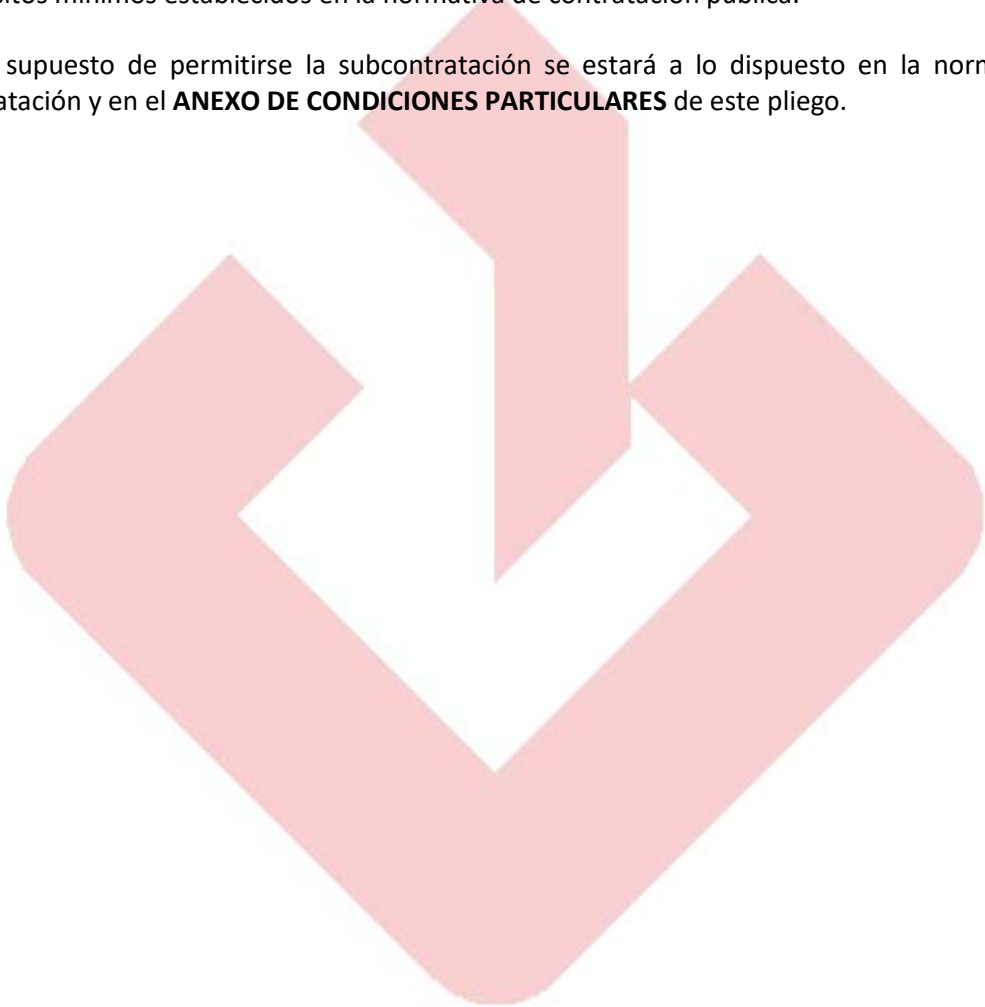 sitos mínimos establecidos en la normativa de contratación pública.
supuesto de permitirse la subcontratación se estará a lo dispuesto en la norm
atación y en el ANEXO DE CONDICIONES PARTICULARES de este pliego.